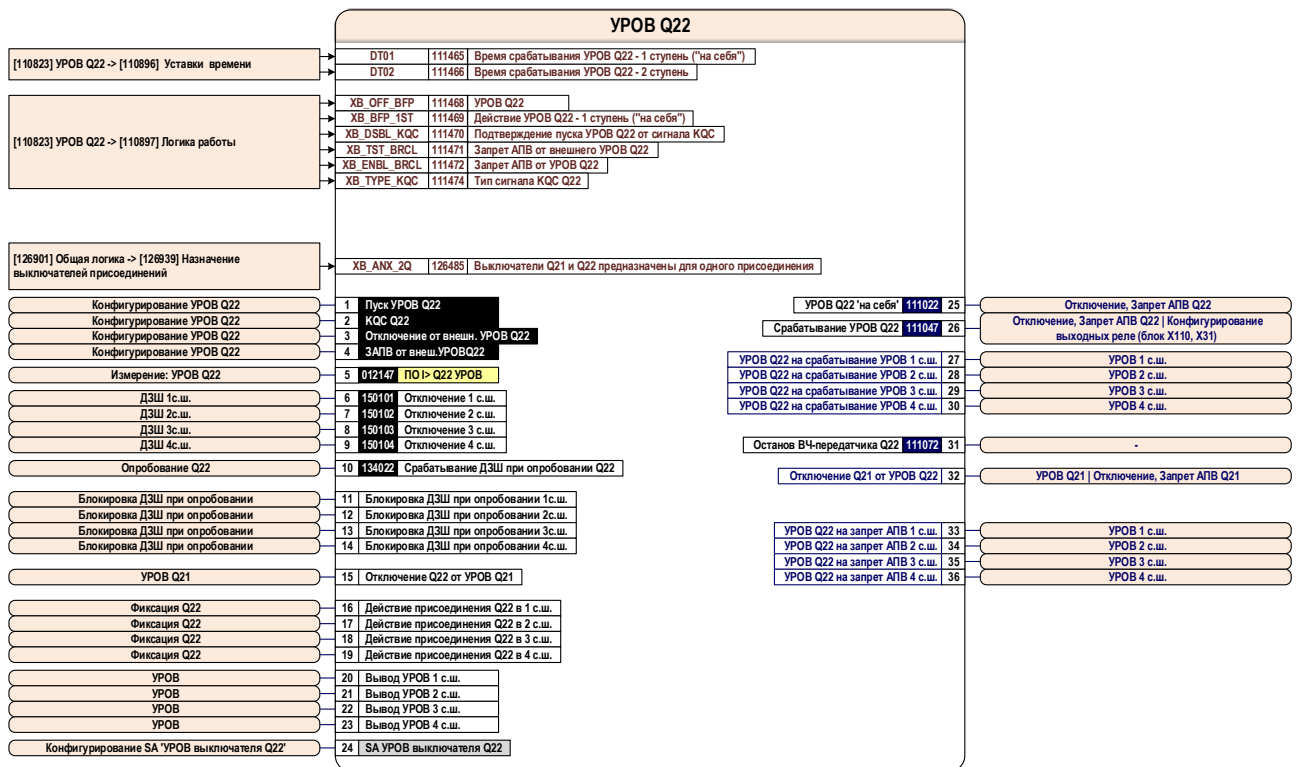 УРОВ Q22
[110823] УРОВ Q22 -> [110896] Уставки времени
DT01 111465 Время срабатывания УРОВ Q22 - 1 ступень ("на себя")
DT02 111466 Время срабатывания УРОВ Q22 - 2 ступень
[110823] УРОВ Q22 -> [110897] Логика работы
XB_OFF_BFP 111468 УРОВ Q22
XB_BFP_1ST 111469 Действие УРОВ Q22 - 1 ступень ("на себя")
XB_DSBL_KQC 111470 Подтверждение пуска УРОВ Q22 от сигнала KQC
XB_TST_BRCL 111471 Запрет АПВ от внешнего УРОВ Q22
XB_ENBL_BRCL 111472 Запрет АПВ от УРОВ Q22
XB_TYPE_KQC 111474 Тип сигнала KQC Q22
[126901] Общая логика -> [126939] Назначение
выключателей присоединений
XB_ANX_2Q 126485 Выключатели Q21 и Q22 предназначены для одного присоединения
Конфигурирование УРОВ Q22 1 Пуск УРОВ Q22
Конфигурирование УРОВ Q22 2 KQC Q22
Конфигурирование УРОВ Q22 3 Отключение от внешн. УРОВ Q22
Конфигурирование УРОВ Q22 4 ЗАПВ от внеш.УРОВQ22
Измерение: УРОВ Q22 5 012147 ПО I> Q22 УРОВ
ДЗШ 1с.ш. 6 150101 Отключение 1 с.ш.
ДЗШ 2с.ш. 7 150102 Отключение 2 с.ш.
ДЗШ 3с.ш. 8 150103 Отключение 3 с.ш.
ДЗШ 4с.ш. 9 150104 Отключение 4 с.ш.
Опробование Q22 10 134022 Срабатывание ДЗШ при опробовании Q22
Блокировка ДЗШ при опробовании 11 Блокировка ДЗШ при опробовании 1с.ш.
Блокировка ДЗШ при опробовании 12 Блокировка ДЗШ при опробовании 2с.ш.
Блокировка ДЗШ при опробовании 13 Блокировка ДЗШ при опробовании 3с.ш.
Блокировка ДЗШ при опробовании 14 Блокировка ДЗШ при опробовании 4с.ш.
УРОВ Q21 15 Отключение Q22 от УРОВ Q21
Фиксация Q22 16 Действие присоединения Q22 в 1 с.ш.
Фиксация Q22 17 Действие присоединения Q22 в 2 с.ш.
Фиксация Q22 18 Действие присоединения Q22 в 3 с.ш.
Фиксация Q22 19 Действие присоединения Q22 в 4 с.ш.
УРОВ 20 Вывод УРОВ 1 с.ш.
УРОВ 21 Вывод УРОВ 2 с.ш.
УРОВ 22 Вывод УРОВ 3 с.ш.
УРОВ 23 Вывод УРОВ 4 с.ш.
Конфигурирование SA 'УРОВ выключателя Q22' 24 SA УРОВ выключателя Q22
УРОВ Q22 'на себя' 111022 25 Отключение, Запрет АПВ Q22
Срабатывание УРОВ Q22 111047 26 Отключение, Запрет АПВ Q22 | Конфигурирование
выходных реле (блок X110, X31)
УРОВ Q22 на срабатывание УРОВ 1 с.ш. 27 УРОВ 1 с.ш.
УРОВ Q22 на срабатывание УРОВ 2 с.ш. 28 УРОВ 2 с.ш.
УРОВ Q22 на срабатывание УРОВ 3 с.ш. 29 УРОВ 3 с.ш.
УРОВ Q22 на срабатывание УРОВ 4 с.ш. 30 УРОВ 4 с.ш.
Останов ВЧ-передатчика Q22 111072 31 -
Отключение Q21 от УРОВ Q22 32 УРОВ Q21 | Отключение, Запрет АПВ Q21
УРОВ Q22 на запрет АПВ 1 с.ш. 33 УРОВ 1 с.ш.
УРОВ Q22 на запрет АПВ 2 с.ш. 34 УРОВ 2 с.ш.
УРОВ Q22 на запрет АПВ 3 с.ш. 35 УРОВ 3 с.ш.
УРОВ Q22 на запрет АПВ 4 с.ш. 36 УРОВ 4 с.ш.